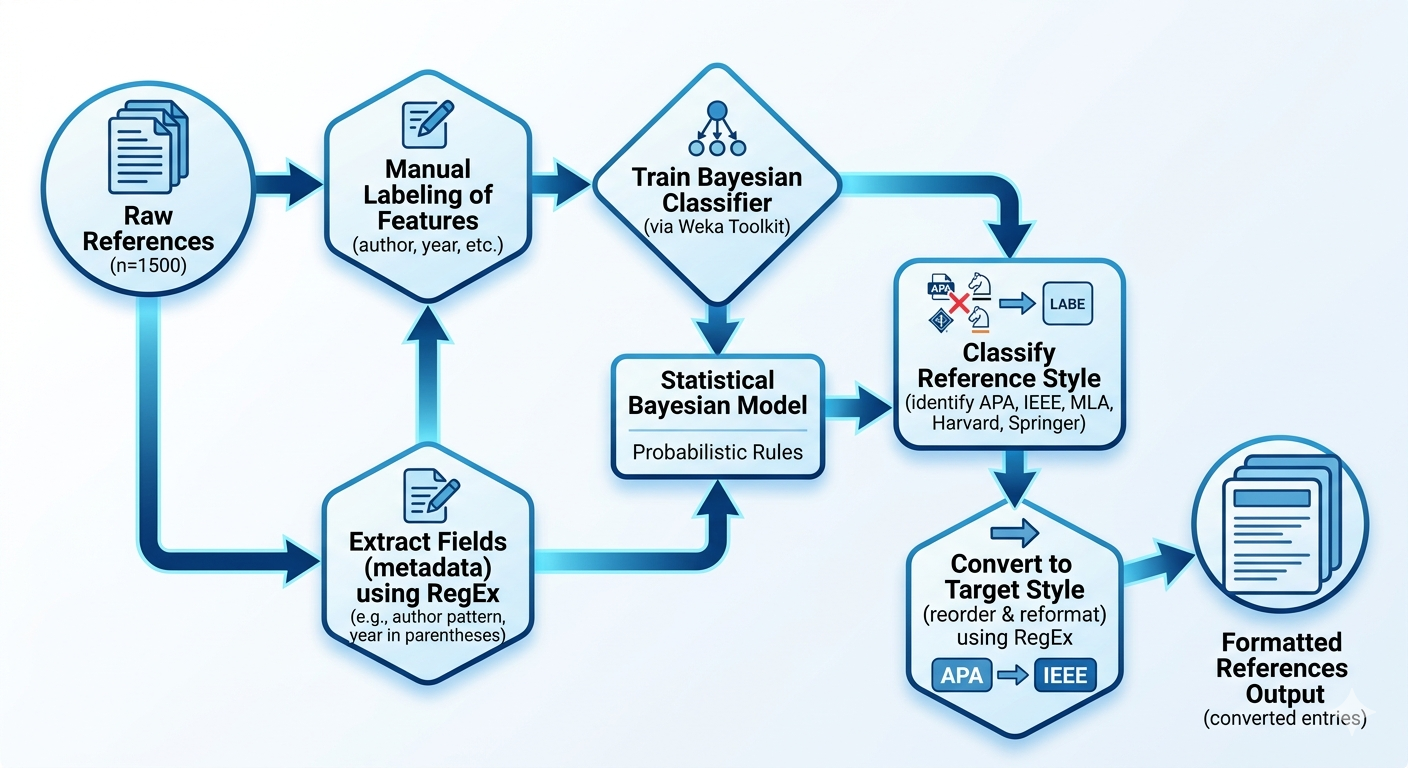 Raw
References
(n=1500)
Manual
Labeling of
Features
(author, year, etc.)
Train Bayesian
Classifier
(via Weka Toolkit)
APA
LABE
Classify
Reference Style
(identify APA, IEEE, MLA,
Harvard, Springer)
Statistical
Bayesian Model
Probabilistic Rules
Extract Fields
(metadata)
using RegEx
(e.g., author pattern,
year in parentheses)
Convert to
Target Style
(reorder & reformat)
using RegEx
APA
IEEE
Formatted
References
Output
(converted entries)